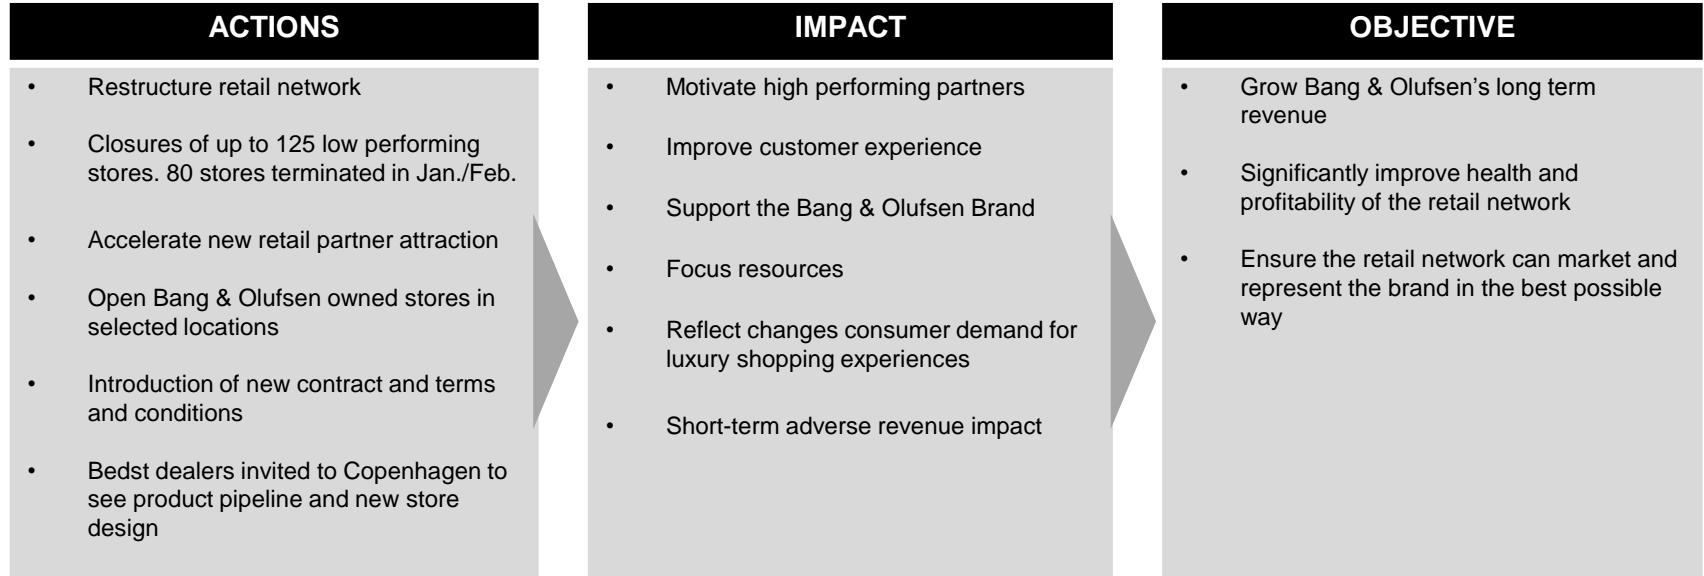 ACTIONS
• Restructure retail network
• Closures of up to 125 low performing
stores. 80 stores terminated in Jan./Feb.
• Accelerate new retail partner attraction
• Open Bang & Olufsen owned stores in
selected locations
• Introduction of new contract and terms
and conditions
• Bedst dealers invited to Copenhagen to
see product pipeline and new store
design
IMPACT
• Motivate high performing partners
• Improve customer experience
• Support the Bang & Olufsen Brand
• Focus resources
• Reflect changes consumer demand for
luxury shopping experiences
• Short-term adverse revenue impact
OBJECTIVE
• Grow Bang & Olufsen’s long term
revenue
• Significantly improve health and
profitability of the retail network
• Ensure the retail network can market and
represent the brand in the best possible
way